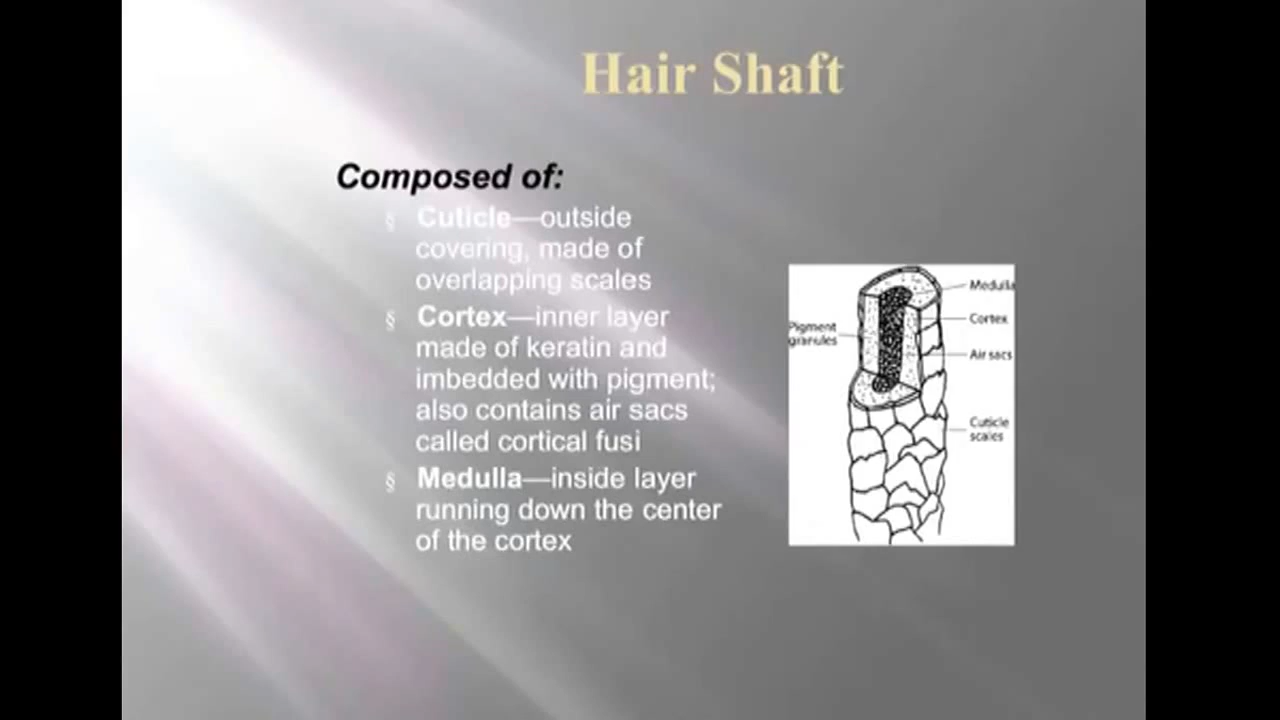 Hair Shaft
Composed of:
§ Cuticle—outside
covering, made of
overlapping scales
§ Cortex—inner layer
made of keratin and
imbedded with pigment;
also contains air sacs
called cortical fusi
§ Medulla—inside layer
running down the center
of the cortex
Medulla
Cortex
Pigment
granules
Air sacs
Cuticle
scales